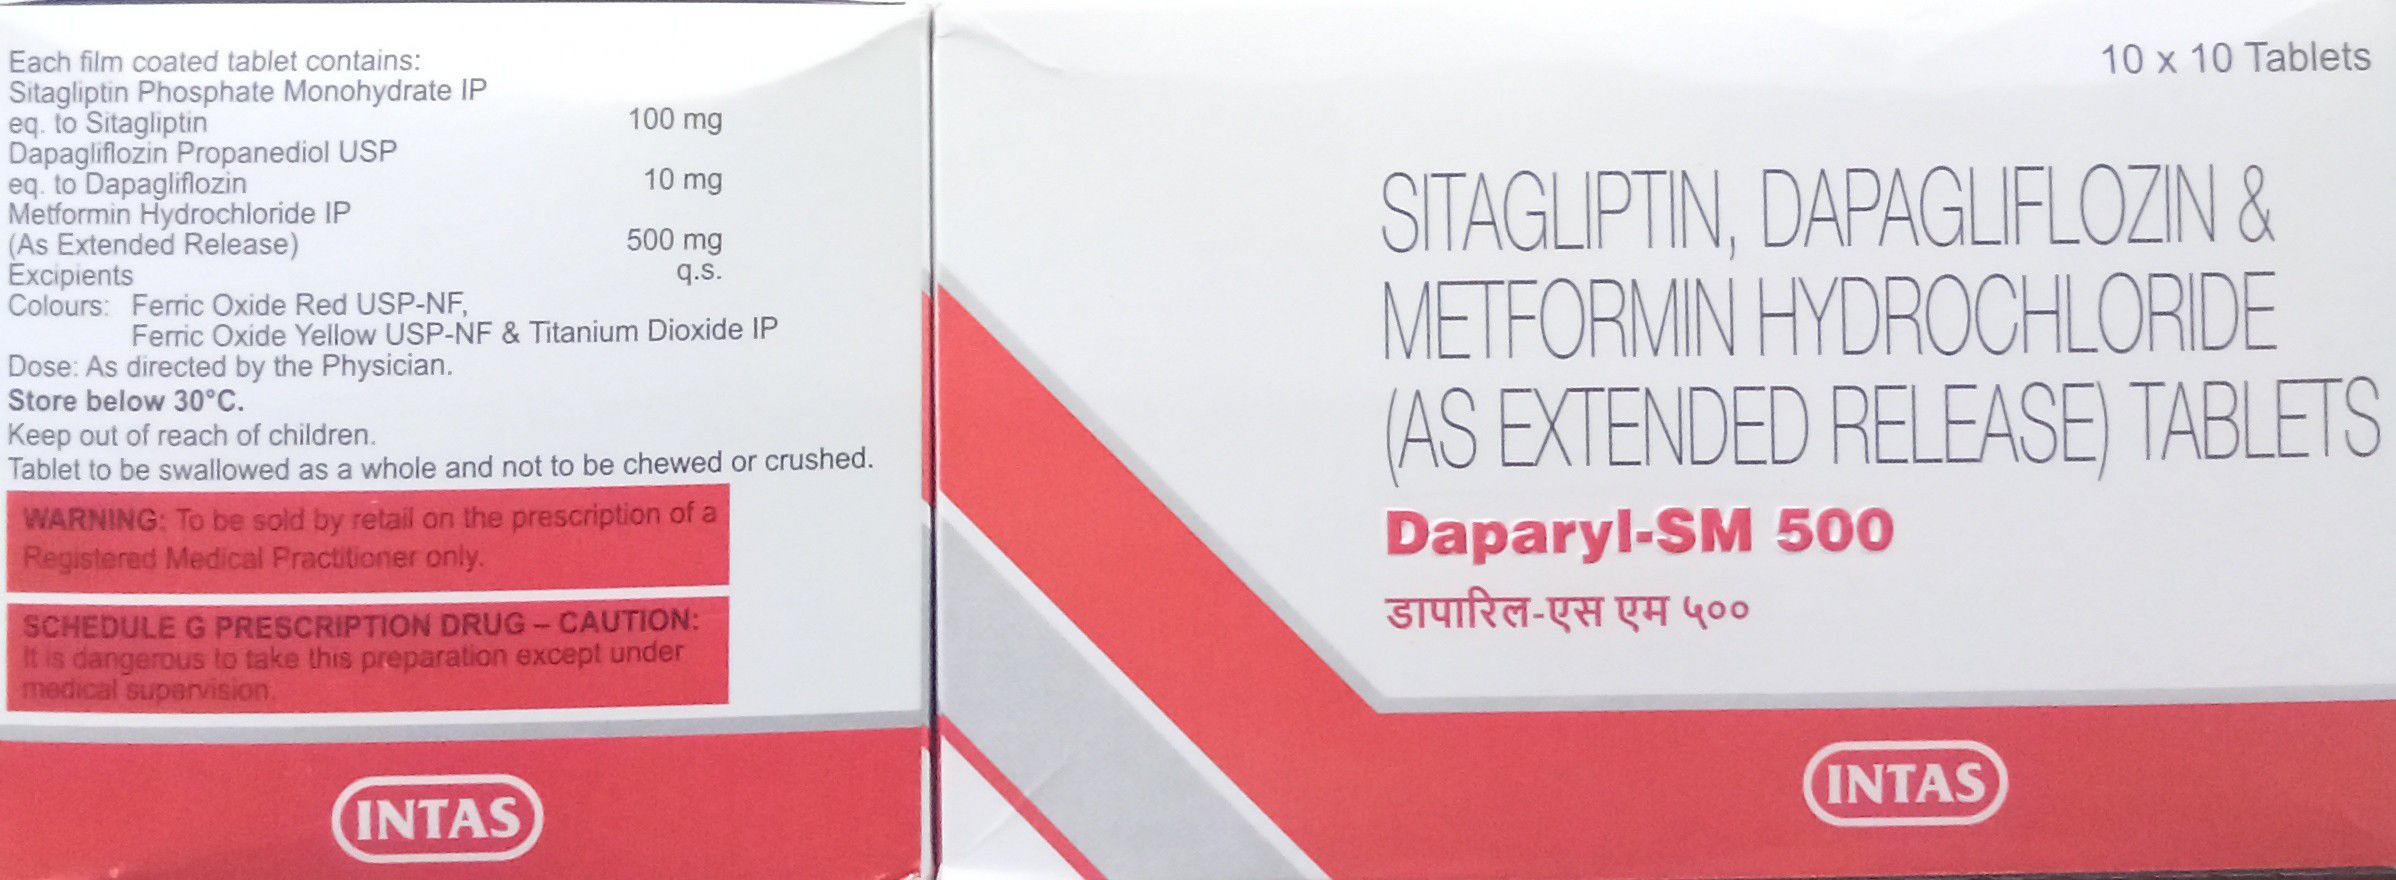 Each film coated tablet contains:
Sitagliptin Phosphate Monohydrate IP
eq. to Sitagliptin 100 mg
Dapagliflozin Propanediol USP
eq. to Dapagliflozin 10 mg
Metformin Hydrochloride IP
(As Extended Release) 500 mg
Excipients q.s.
Colours: Ferric Oxide Red USP-NF,
Ferric Oxide Yellow USP-NF & Titanium Dioxide IP
Dose: As directed by the Physician.
Store below 30°C.
Keep out of reach of children.
Tablet to be swallowed as a whole and not to be chewed or crushed.
WARNING: To be sold by retail on the prescription of a
Registered Medical Practitioner only.
SCHEDULE G PRESCRIPTION DRUG – CAUTION:
It is dangerous to take this preparation except under
medical supervision.
INTAS
10 x 10 Tablets
SITAGLIPTIN, DAPAGLIFLOZIN &
METFORMIN HYDROCHLORIDE
(AS EXTENDED RELEASE) TABLETS
Daparyl-SM 500
डापारिल-एस एम ५००
INTAS